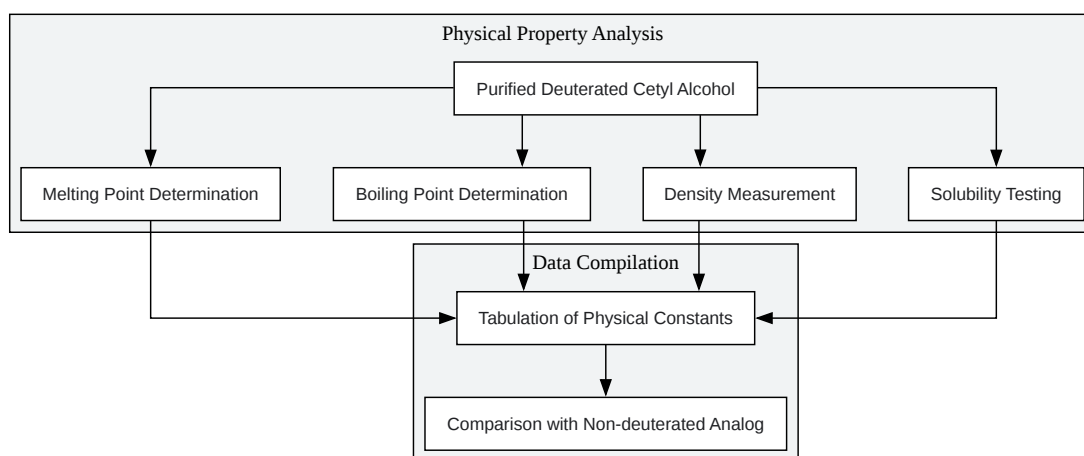 Physical Property Analysis
Purified Deuterated Cetyl Alcohol
Melting Point Determination
Boiling Point Determination
Density Measurement
Solubility Testing
Data Compilation
Tabulation of Physical Constants
Comparison with Non-deuterated Analog